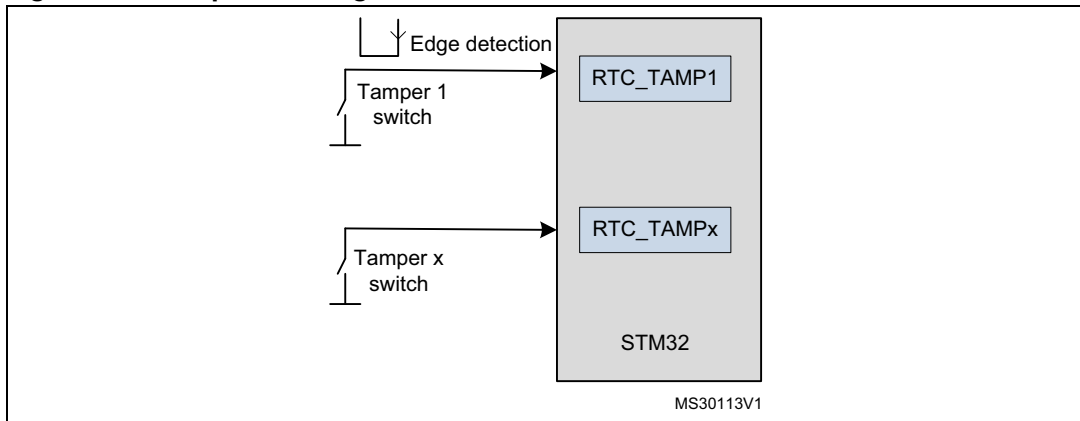 Edge detection
RTC_TAMP1
Tamper 1
switch
RTC_TAMPx
Tamper x
switch
STM32
MS30113V1